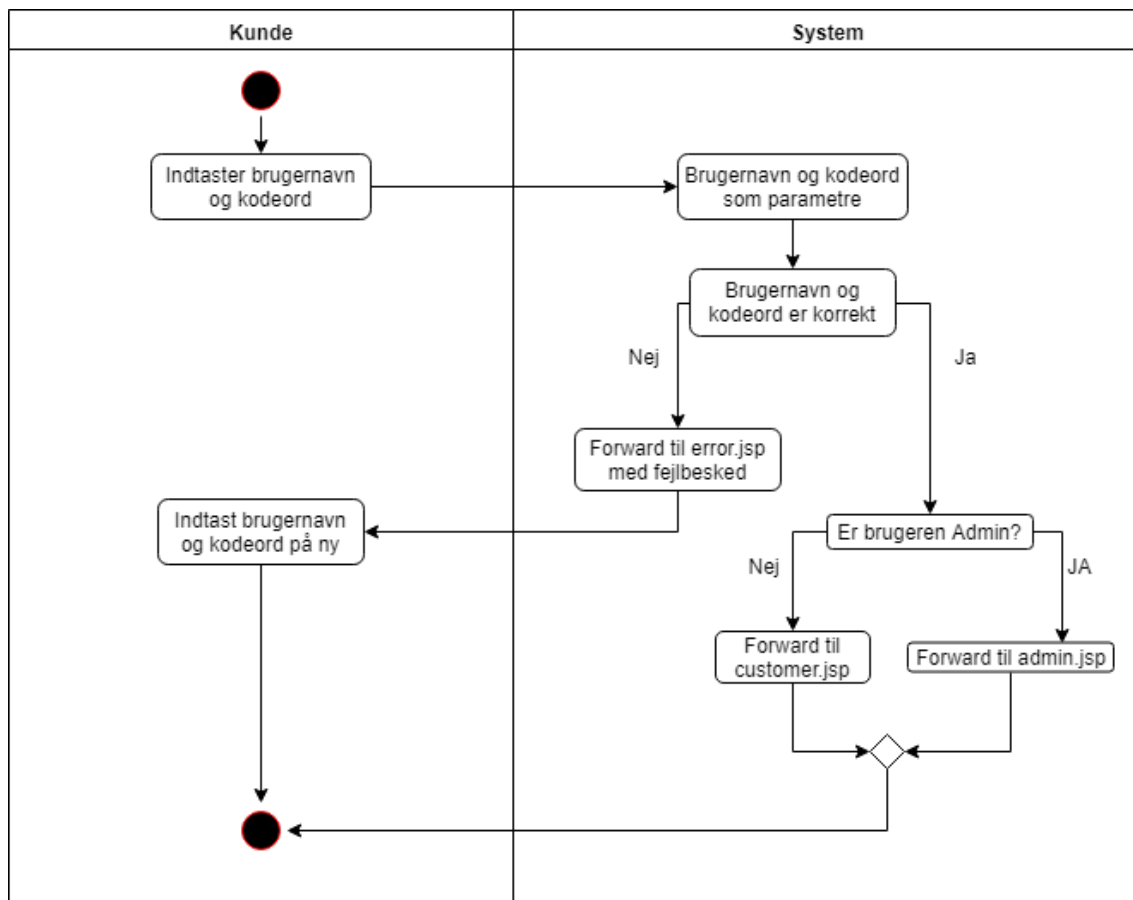 Kunde
System
Indtaster brugernavn
og kodeord
Brugernavn og kodeord
som parametre
Brugernavn og
kodeord er korrekt
Nej
Ja
Forward til error.jsp
med fejlbesked
Indtast brugernavn
og kodeord på ny
Er brugeren Admin?
Nej
JA
Forward til
customer.jsp
Forward til admin.jsp